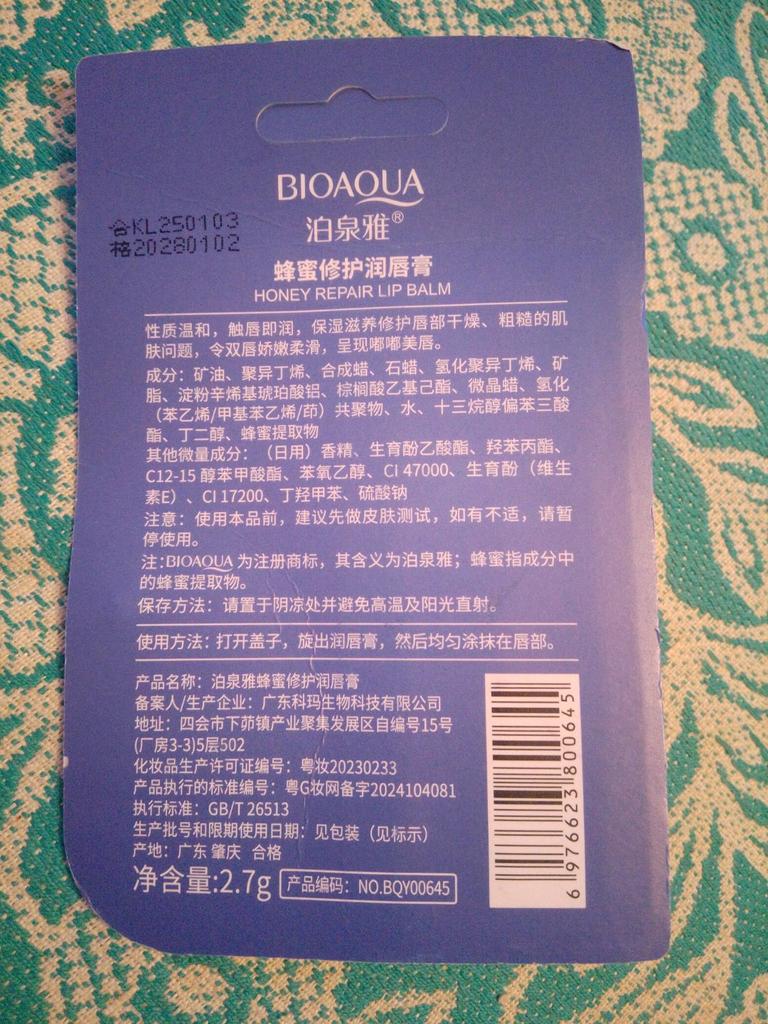 BIOAQUA
泊泉雅®
合KL250103
格20280102
蜂蜜修护润唇膏
HONEY REPAIR LIP BALM
性质温和，触唇即润，保湿滋养修护唇部干燥、粗糙的肌
肤问题，令双唇娇嫩柔滑，呈现嘟嘟美唇。
成分：矿油、聚异丁烯、合成蜡、石蜡、氢化聚异丁烯、矿
脂、淀粉辛烯基琥珀酸铝、棕榈酸乙基己酯、微晶蜡、氢化
（苯乙烯/甲基苯乙烯/茚）共聚物、水、十三烷醇偏苯三酸
酯、丁二醇、蜂蜜提取物
其他微量成分：（日用）香精、生育酚乙酸酯、羟苯丙酯、
C12-15 醇苯甲酸酯、苯氧乙醇、CI 47000、生育酚（维生
素E）、CI 17200、丁羟甲苯、硫酸钠
注意：使用本品前，建议先做皮肤测试，如有不适，请暂
停使用。
注:BIOAQUA 为注册商标，其含义为泊泉雅；蜂蜜指成分中
的蜂蜜提取物。
保存方法：请置于阴凉处并避免高温及阳光直射。
使用方法：打开盖子，旋出润唇膏，然后均匀涂抹在唇部。
产品名称：泊泉雅蜂蜜修护润唇膏
备案人/生产企业：广东科玛生物科技有限公司
地址：四会市下茆镇产业聚集发展区自编号15号
(厂房3-3)5层502
化妆品生产许可证编号：粤妆20230233
产品执行的标准编号：粤G妆网备字2024104081
执行标准：GB/T 26513
生产批号和限期使用日期：见包装（见标示）
产地：广东 肇庆 合格
净含量:2.7g
产品编码：NO.BQY00645
6 976623 800645